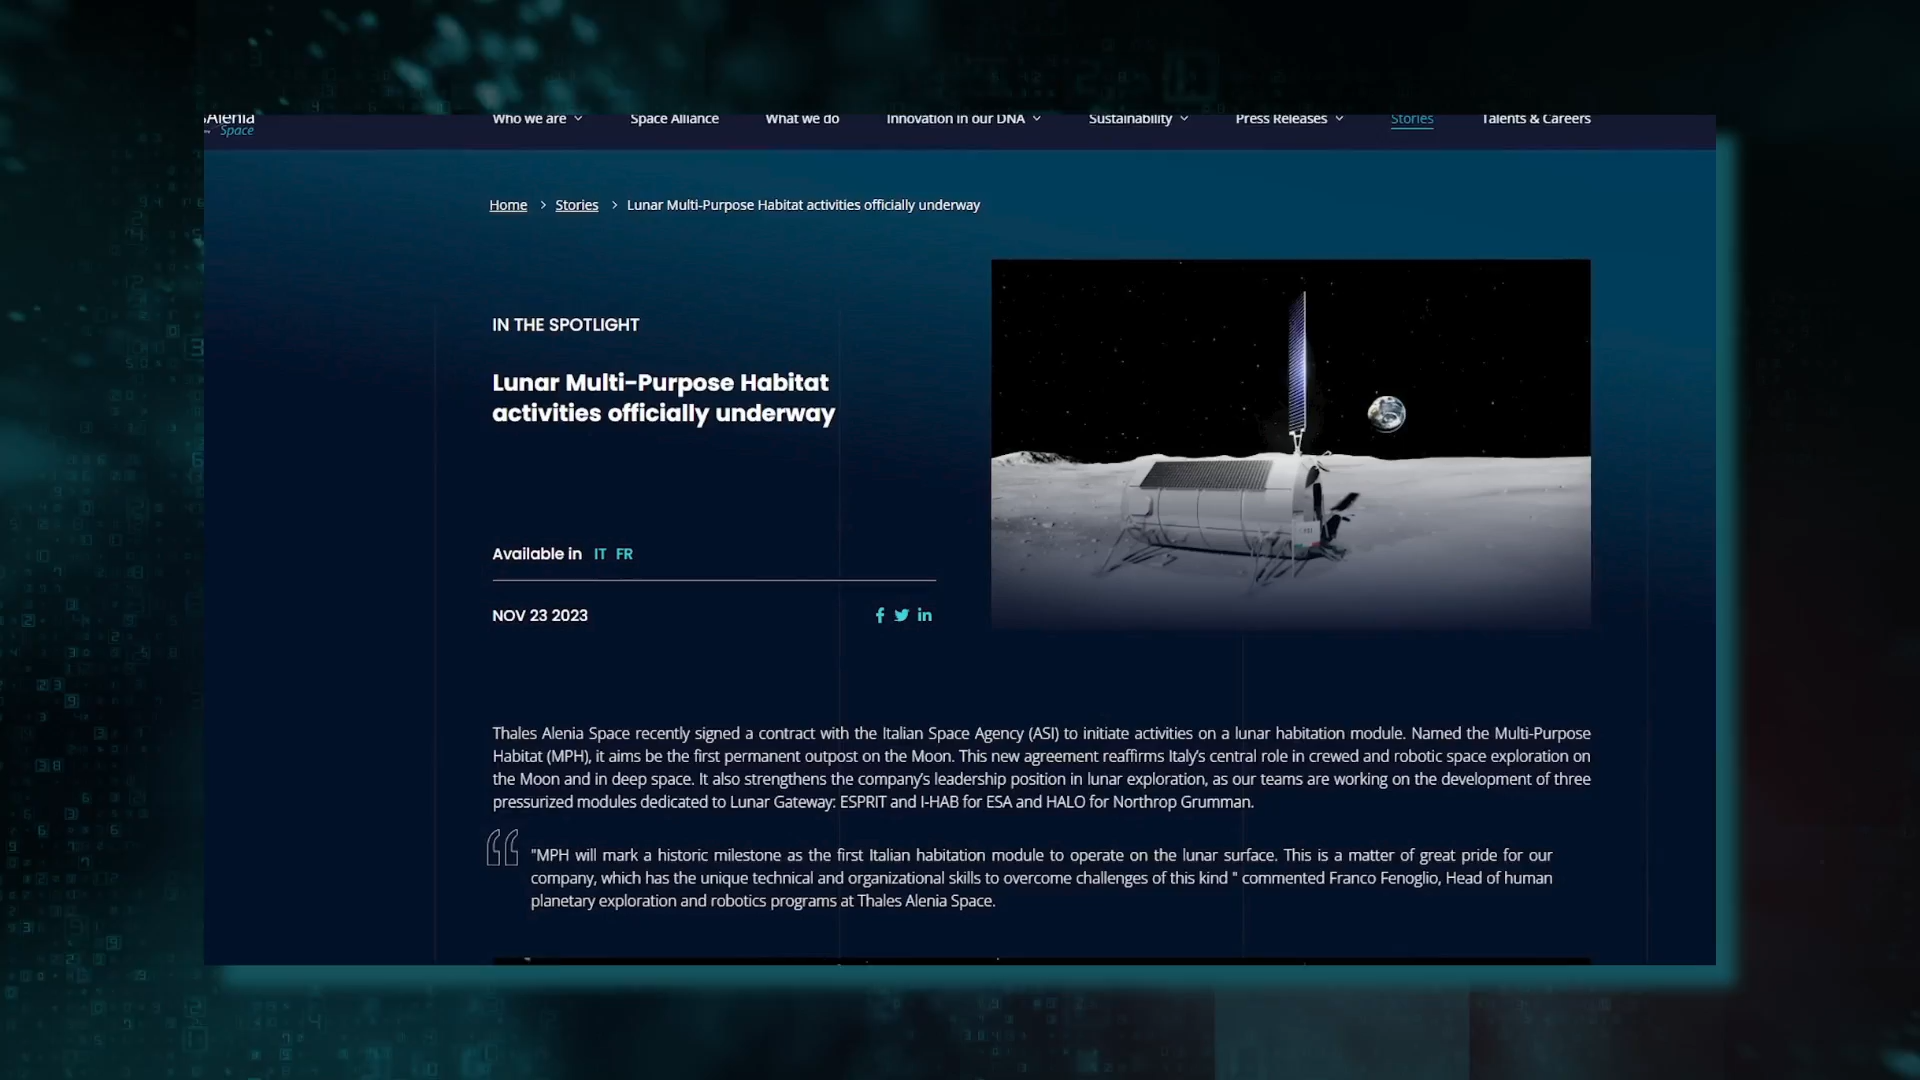 Alenia
Space
Who we are
Space Alliance
What we do
Innovation in our DNA
Sustainability
Press Releases
Stories
Talents & Careers
Home > Stories > Lunar Multi-Purpose Habitat activities officially underway
IN THE SPOTLIGHT
Lunar Multi-Purpose Habitat
activities officially underway
Available in IT FR
NOV 23 2023
Thales Alenia Space recently signed a contract with the Italian Space Agency (ASI) to initiate activities on a lunar habitation module. Named the Multi-Purpose
Habitat (MPH), it aims be the first permanent outpost on the Moon. This new agreement reaffirms Italy's central role in crewed and robotic space exploration on
the Moon and in deep space. It also strengthens the company's leadership position in lunar exploration, as our teams are working on the development of three
pressurized modules dedicated to Lunar Gateway: ESPRIT and I-HAB for ESA and HALO for Northrop Grumman.
"MPH will mark a historic milestone as the first Italian habitation module to operate on the lunar surface. This is a matter of great pride for our
company, which has the unique technical and organizational skills to overcome challenges of this kind " commented Franco Fenoglio, Head of human
planetary exploration and robotics programs at Thales Alenia Space.